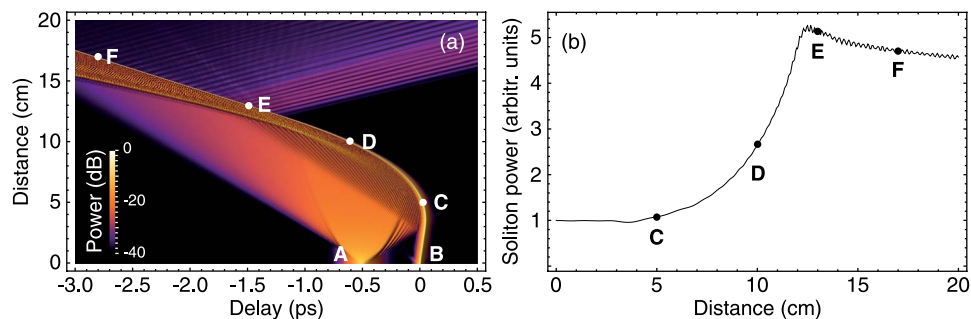 (a)
Distance (cm)
20
15
10
5
0
F
E
D
C
A
B
Power (dB)
0
-20
-40
-3.0 -2.5 -2.0 -1.5 -1.0 -0.5 0 0.5
Delay (ps)
(b)
Soliton power (arbitr. units)
5
4
3
2
1
0
E
F
D
C
0 5 10 15 20
Distance (cm)